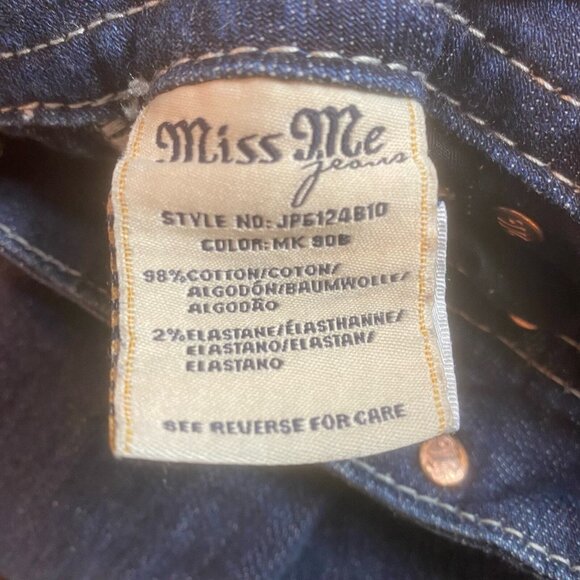 Miss Me
jeans
STYLE NO: JP5124B10
COLOR: MK 90B
98% COTTON/COTON/
ALGODÓN/BAUMWOLLE/
ALGODÃO
2% ELASTANE/ÉLASTHANNE/
ELASTANO/ELASTAN/
ELASTANO
SEE REVERSE FOR CARE